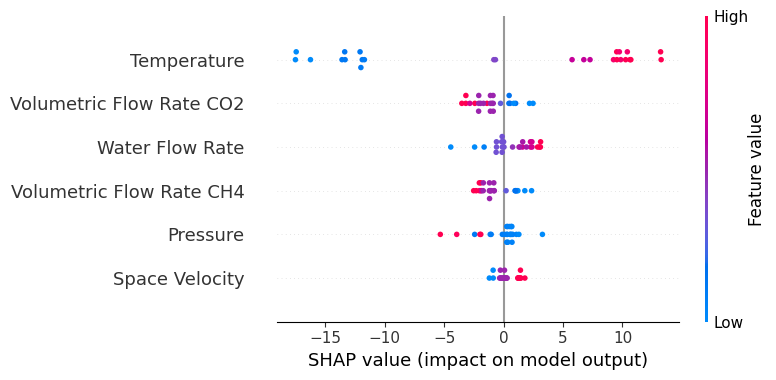 High
Temperature
Volumetric Flow Rate CO2
Water Flow Rate
Volumetric Flow Rate CH4
Pressure
Space Velocity
Feature value
Low
−15 −10 −5 0 5 10
SHAP value (impact on model output)